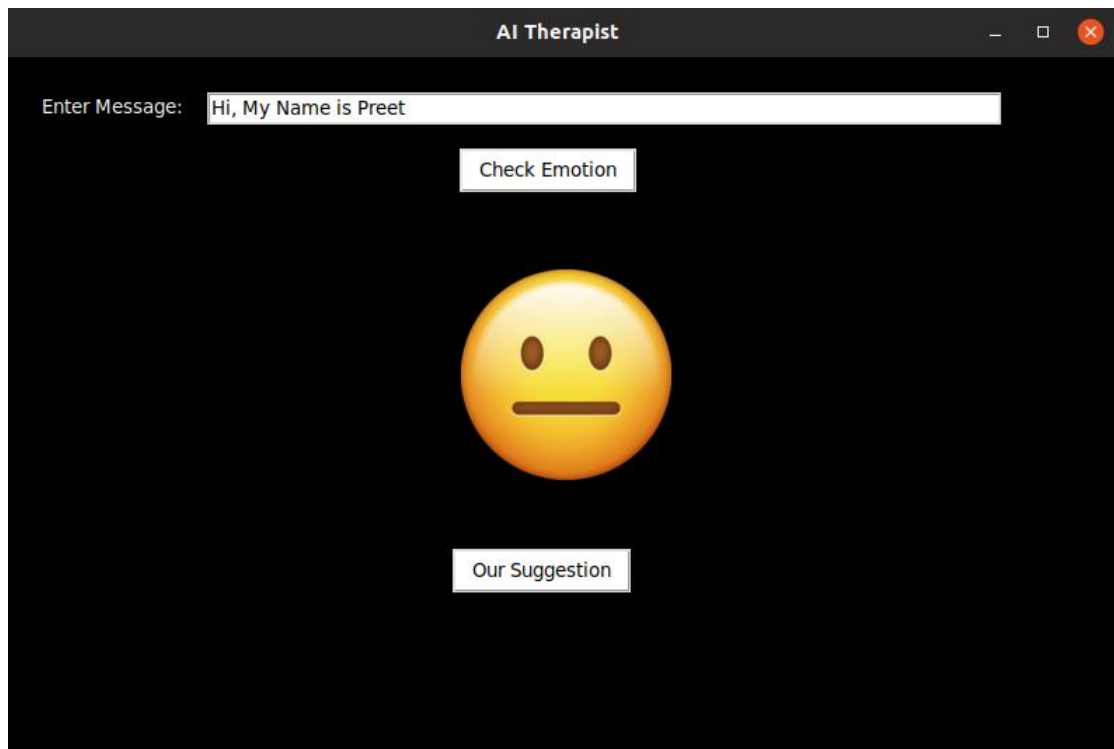 AI Therapist
Enter Message: Hi, My Name is Preet
Check Emotion
Our Suggestion